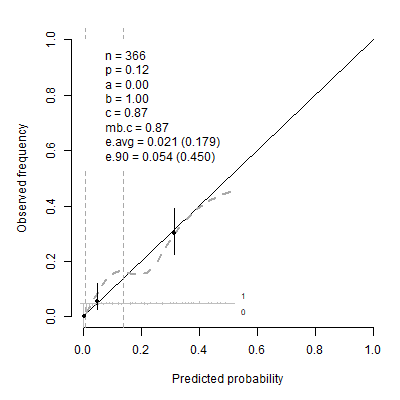 n = 366
p = 0.12
a = 0.00
b = 1.00
c = 0.87
mb.c = 0.87
e.avg = 0.021 (0.179)
e.90 = 0.054 (0.450)
Observed frequency
1.0
0.8
0.6
0.4
0.2
0.0
1
0
0.0 0.2 0.4 0.6 0.8 1.0
Predicted probability